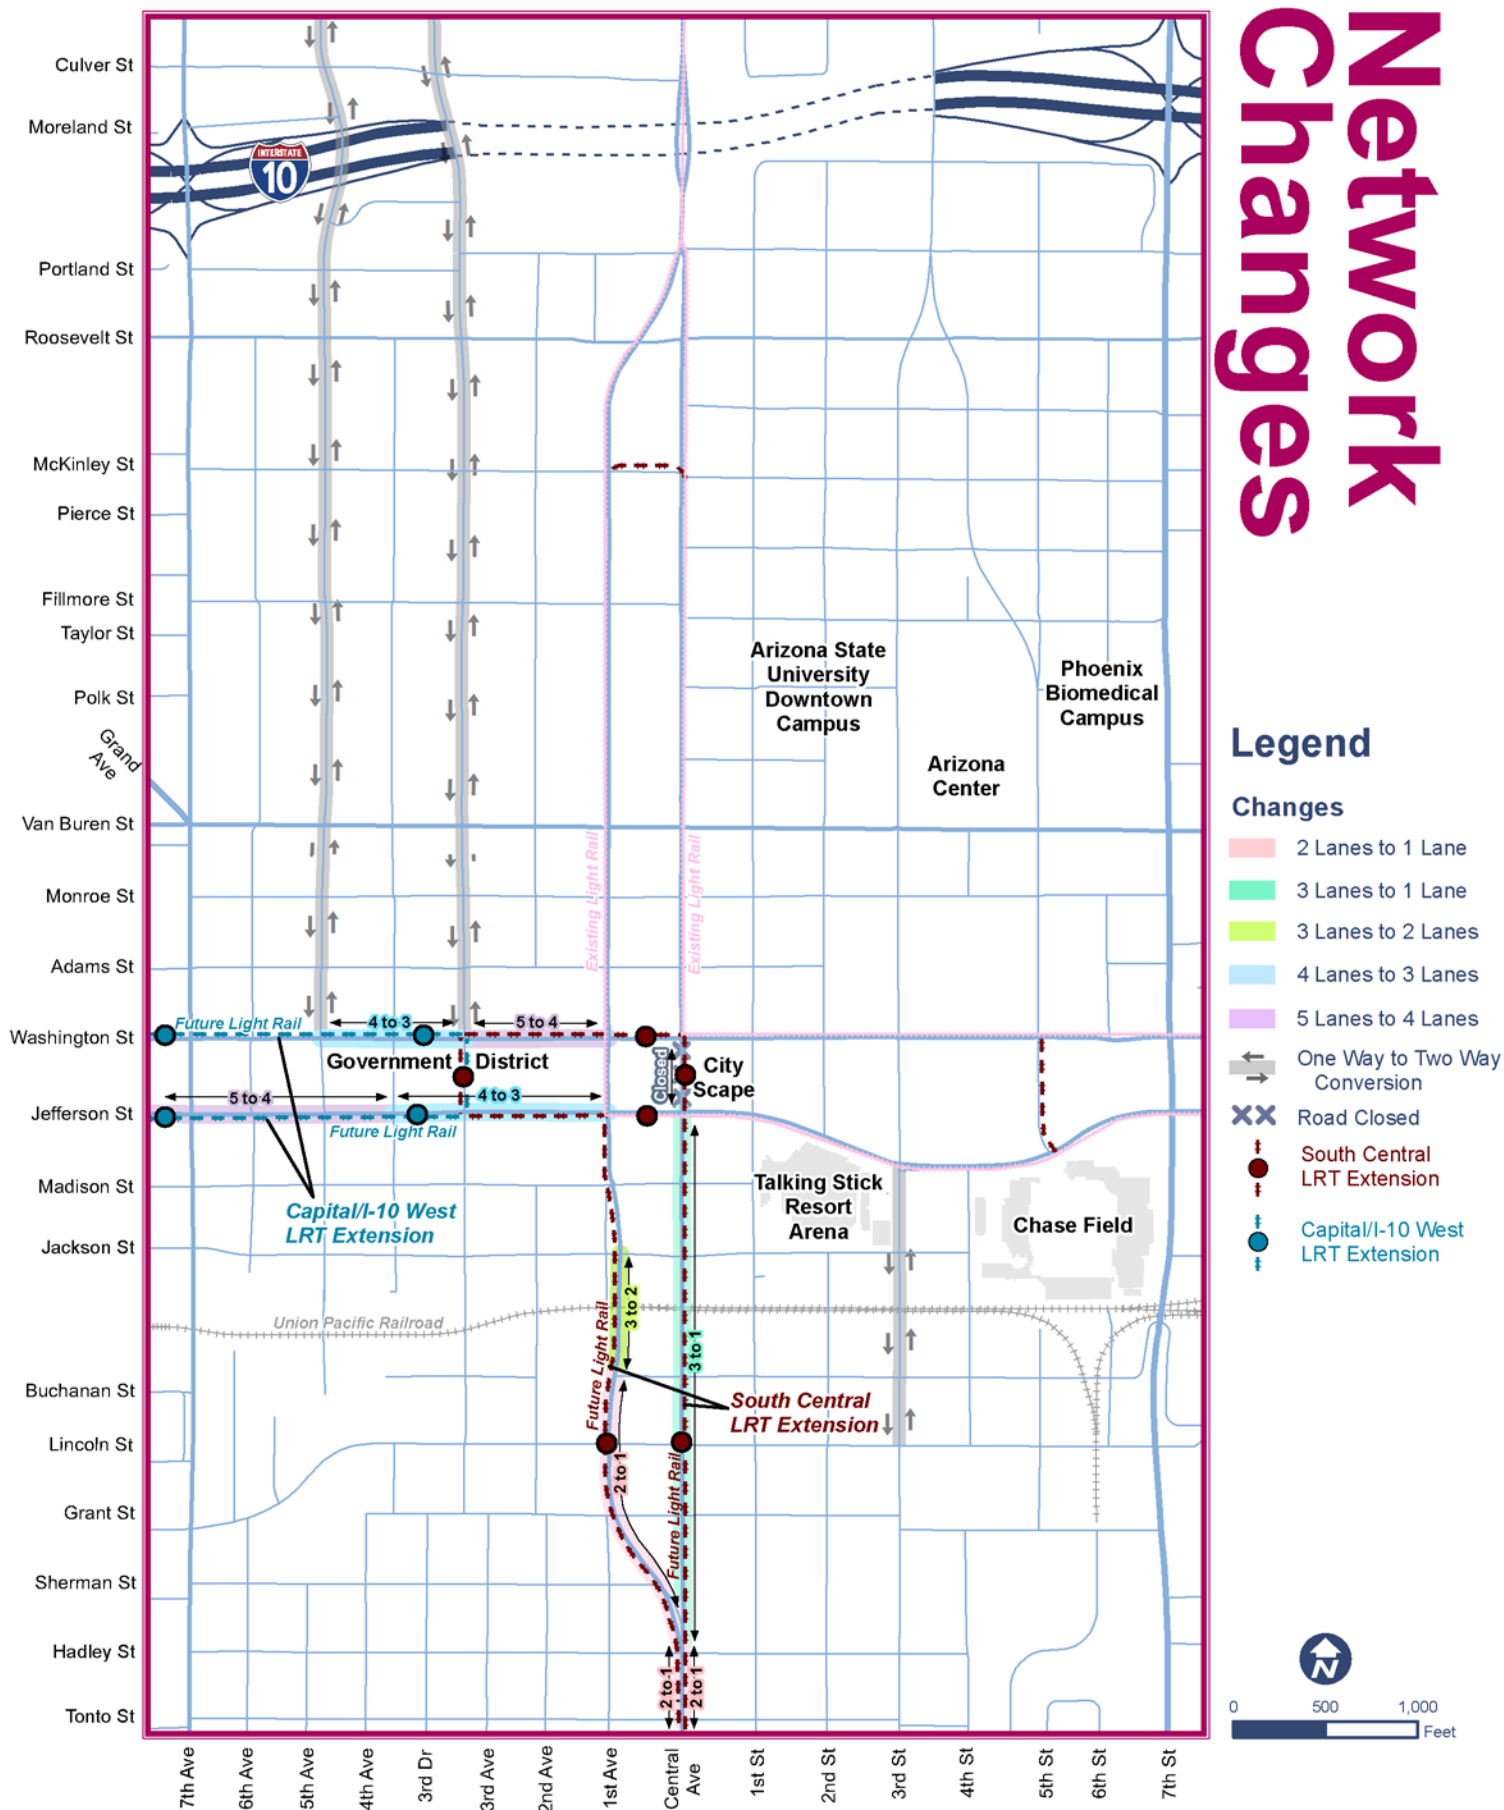 Network
Changes
Culver St
Moreland St
INTERSTATE
10
Portland St
Roosevelt St
McKinley St
Pierce St
Fillmore St
Taylor St
Polk St
Grand
Ave
Van Buren St
Monroe St
Adams St
Washington St
Jefferson St
Madison St
Jackson St
Buchanan St
Lincoln St
Grant St
Sherman St
Hadley St
Tonto St
Arizona State
University
Downtown
Campus
Phoenix
Biomedical
Campus
Arizona
Center
Existing Light Rail
Existing Light Rail
Future Light Rail
4 to 3
5 to 4
Government District
Closed
City
Scape
5 to 4
4 to 3
Future Light Rail
Capital/I-10 West
LRT Extension
Talking Stick
Resort
Arena
Chase Field
3 to 2
Union Pacific Railroad
Future Light Rail
3 to 1
South Central
LRT Extension
2 to 1
Future Light Rail
2 to 1
2 to 1
7th Ave
6th Ave
5th Ave
4th Ave
3rd Dr
3rd Ave
2nd Ave
1st Ave
Central
Ave
1st St
2nd St
3rd St
4th St
5th St
6th St
7th St
Legend
Changes
2 Lanes to 1 Lane
3 Lanes to 1 Lane
3 Lanes to 2 Lanes
4 Lanes to 3 Lanes
5 Lanes to 4 Lanes
One Way to Two Way
Conversion
Road Closed
South Central
LRT Extension
Capital/I-10 West
LRT Extension
N
0 500 1,000
Feet